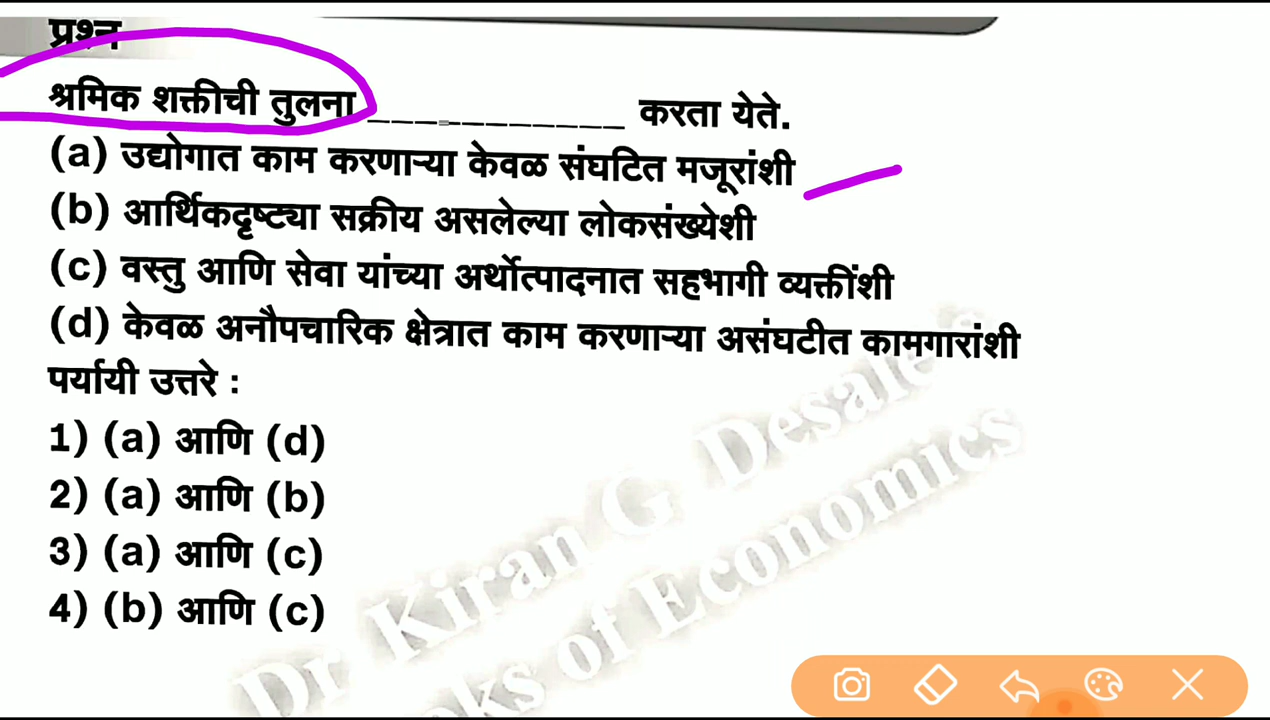 प्रश्न
श्रमिक शक्तीची तुलना ____________ करता येते.
(a) उद्योगात काम करणाऱ्या केवळ संघटित मजूरांशी
(b) आर्थिकदृष्ट्या सक्रीय असलेल्या लोकसंख्येशी
(c) वस्तु आणि सेवा यांच्या अर्थोत्पादनात सहभागी व्यक्तींशी
(d) केवळ अनौपचारिक क्षेत्रात काम करणाऱ्या असंघटीत कामगारांशी
पर्यायी उत्तरे :
1) (a) आणि (d)
2) (a) आणि (b)
3) (a) आणि (c)
4) (b) आणि (c)
Dr Kiran G Desale
of Economics